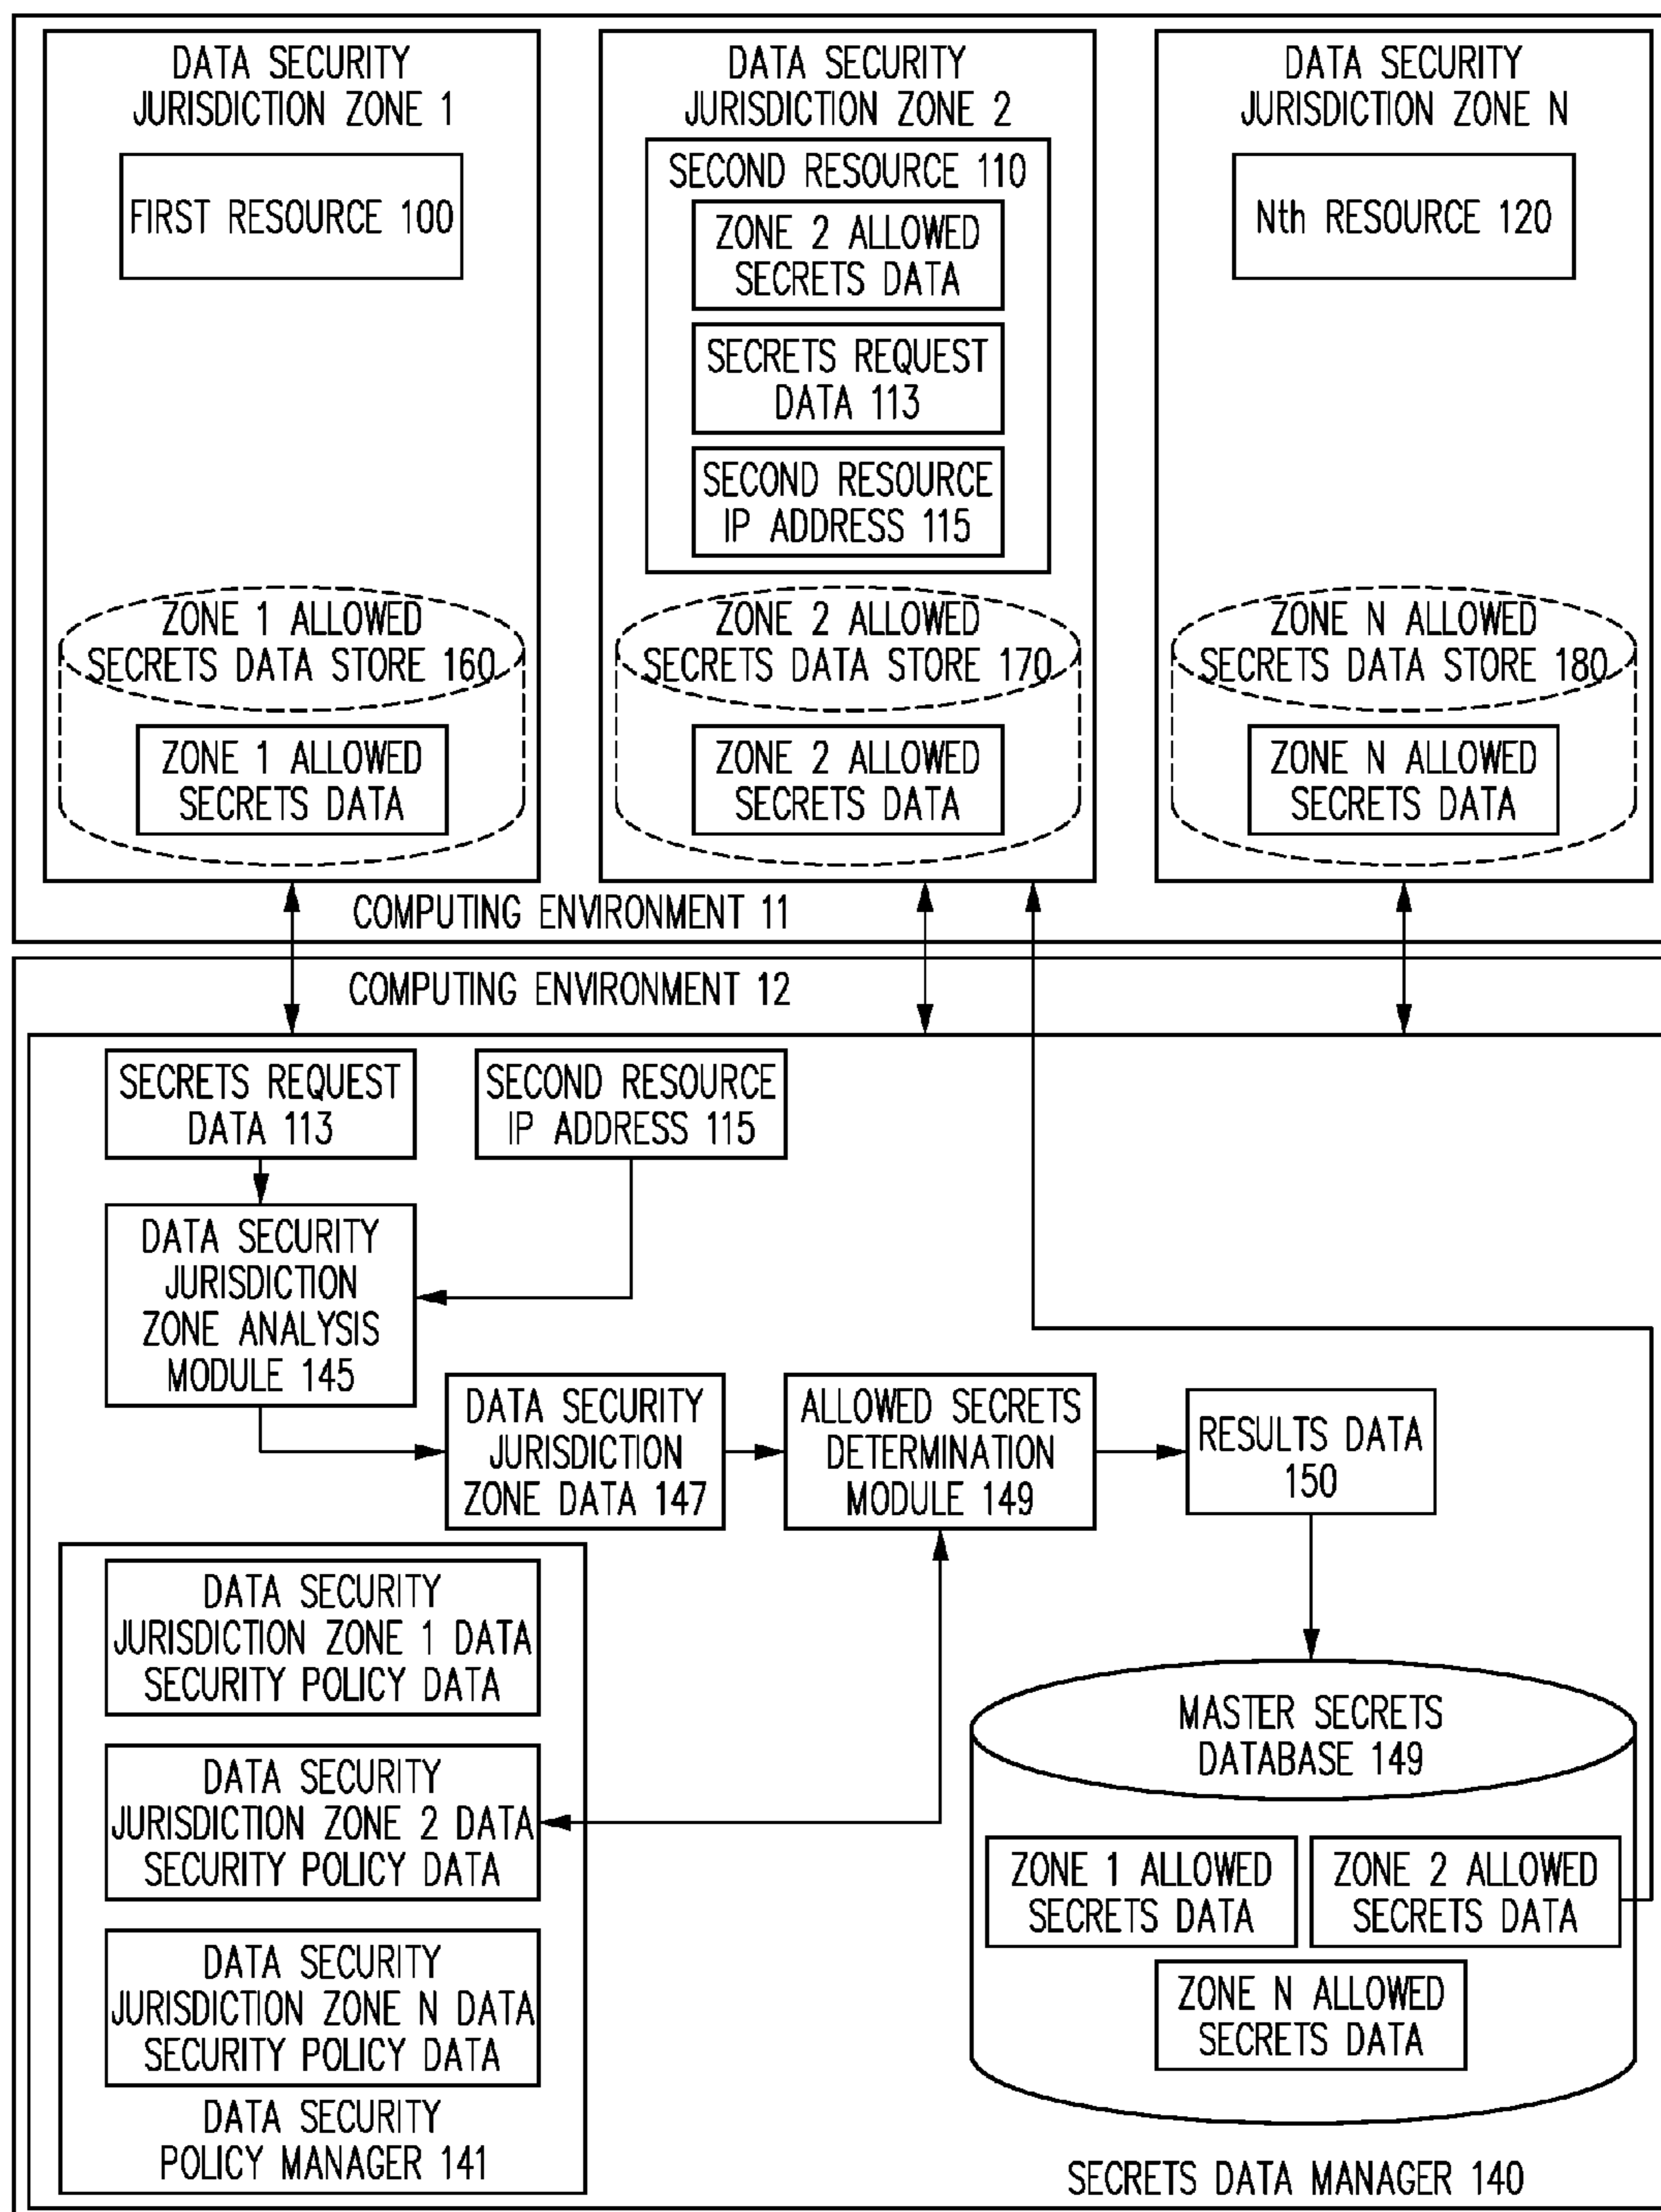 DATA SECURITY
JURISDICTION ZONE 1
FIRST RESOURCE 100
ZONE 1 ALLOWED
SECRETS DATA STORE 160
ZONE 1 ALLOWED
SECRETS DATA
DATA SECURITY
JURISDICTION ZONE 2
SECOND RESOURCE 110
ZONE 2 ALLOWED
SECRETS DATA
SECRETS REQUEST
DATA 113
SECOND RESOURCE
IP ADDRESS 115
ZONE 2 ALLOWED
SECRETS DATA STORE 170
ZONE 2 ALLOWED
SECRETS DATA
DATA SECURITY
JURISDICTION ZONE N
Nth RESOURCE 120
ZONE N ALLOWED
SECRETS DATA STORE 180
ZONE N ALLOWED
SECRETS DATA
COMPUTING ENVIRONMENT 11
COMPUTING ENVIRONMENT 12
SECRETS REQUEST
DATA 113
SECOND RESOURCE
IP ADDRESS 115
DATA SECURITY
JURISDICTION
ZONE ANALYSIS
MODULE 145
DATA SECURITY
JURISDICTION
ZONE DATA 147
ALLOWED SECRETS
DETERMINATION
MODULE 149
RESULTS DATA
150
DATA SECURITY
JURISDICTION ZONE 1 DATA
SECURITY POLICY DATA
DATA SECURITY
JURISDICTION ZONE 2 DATA
SECURITY POLICY DATA
DATA SECURITY
JURISDICTION ZONE N DATA
SECURITY POLICY DATA
DATA SECURITY
POLICY MANAGER 141
MASTER SECRETS
DATABASE 149
ZONE 1 ALLOWED
SECRETS DATA
ZONE 2 ALLOWED
SECRETS DATA
ZONE N ALLOWED
SECRETS DATA
SECRETS DATA MANAGER 140